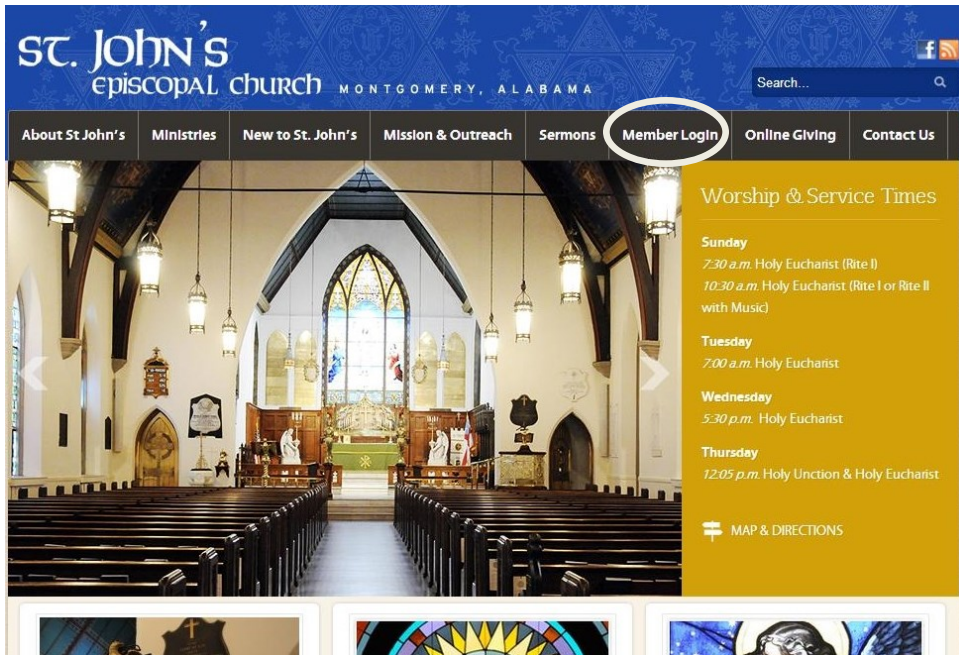 St. John's
Episcopal Church MONTGOMERY, ALABAMA
f
Search...
About St John's Ministries New to St. John's Mission & Outreach Sermons Member Login Online Giving Contact Us
Worship & Service Times
Sunday
7:30 a.m. Holy Eucharist (Rite I)
10:30 a.m. Holy Eucharist (Rite I or Rite II
with Music)
Tuesday
7:00 a.m. Holy Eucharist
Wednesday
5:30 p.m. Holy Eucharist
Thursday
12:05 p.m. Holy Unction & Holy Eucharist
MAP & DIRECTIONS